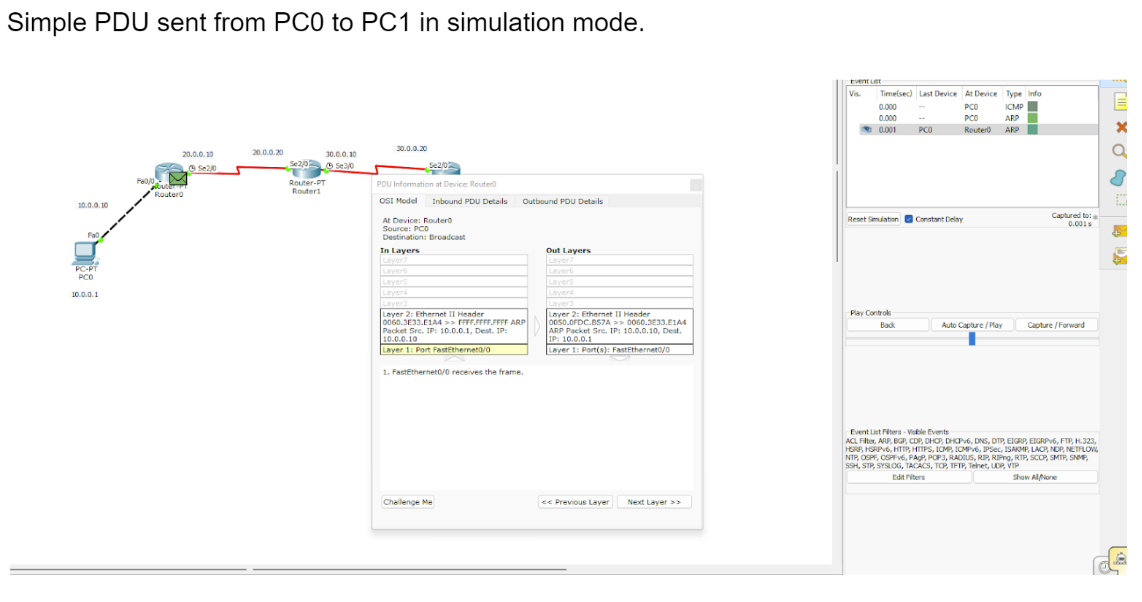 Simple PDU sent from PC0 to PC1 in simulation mode.
Event List
Vis. Time(sec) Last Device At Device Type Info
0.000 -- PC0 ICMP
0.000 -- PC0 ARP
0.001 PC0 Router0 ARP
20.0.0.10 20.0.0.20 30.0.0.10 30.0.0.20
Se2/0 Se2/0 Se3/0 Se2/0
Fa0/0
Router-PT
Router1
Router0
10.0.0.10
Fa0
PC-PT
PC0
10.0.0.1
PDU Information at Device: Router0
OSI Model Inbound PDU Details Outbound PDU Details
At Device: Router0
Source: PC0
Destination: Broadcast
In Layers Out Layers
Layer7 Layer7
Layer6 Layer6
Layer5 Layer5
Layer4 Layer4
Layer3 Layer3
Layer 2: Ethernet II Header
0060.3E33.E1A4 >> FFFF.FFFF.FFFF ARP
Packet Src. IP: 10.0.0.1, Dest. IP:
10.0.0.10
Layer 1: Port FastEthernet0/0
Layer 2: Ethernet II Header
0050.0FDC.B57A >> 0060.3E33.E1A4
ARP Packet Src. IP: 10.0.0.10, Dest.
IP: 10.0.0.1
Layer 1: Port(s): FastEthernet0/0
1. FastEthernet0/0 receives the frame.
Challenge Me << Previous Layer Next Layer >>
Reset Simulation Constant Delay Captured to:
0.001 s
Play Controls
Back Auto Capture / Play Capture / Forward
Event List Filters - Visible Events
ACL Filter, ARP, BGP, CDP, DHCP, DHCPv6, DNS, DTP, EIGRP, EIGRPv6, FTP, H.323,
HSRP, HSRPv6, HTTP, HTTPS, ICMP, ICMPv6, IPSec, ISAKMP, LACP, NDP, NETFLOW,
NTP, OSPF, OSPFv6, PAgP, POP3, RADIUS, RIP, RIPng, RTP, SCCP, SMTP, SNMP,
SSH, STP, SYSLOG, TACACS, TCP, TFTP, Telnet, UDP, VTP
Edit Filters Show All/None